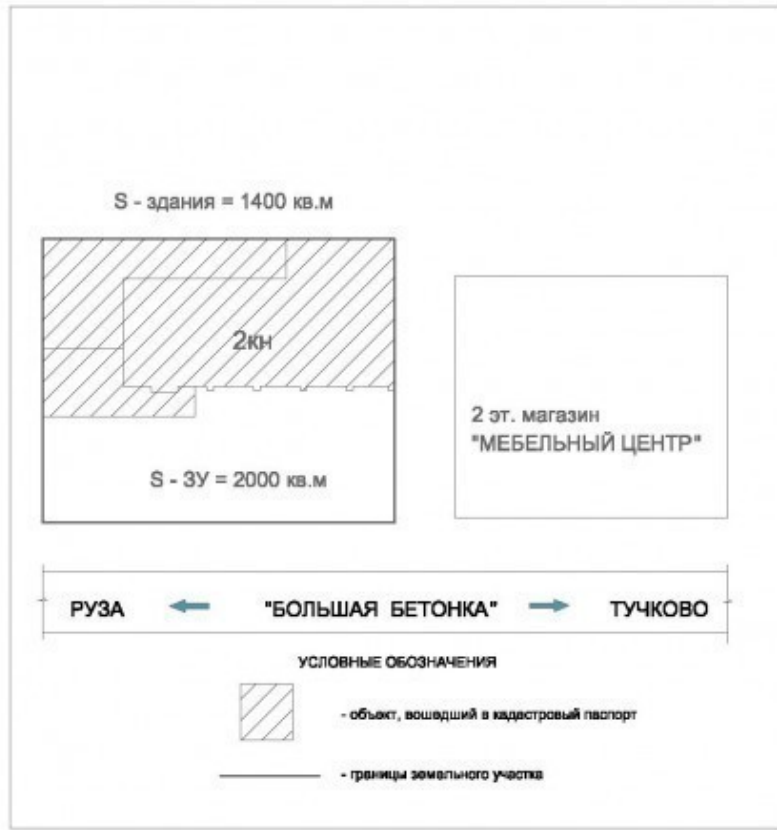 S - здания = 1400 кв.м
2кн
2 эт. магазин
"МЕБЕЛЬНЫЙ ЦЕНТР"
S - ЗУ = 2000 кв.м
РУЗА "БОЛЬШАЯ БЕТОНКА" ТУЧКОВО
УСЛОВНЫЕ ОБОЗНАЧЕНИЯ
- объект, вошедший в кадастровый паспорт
- границы земельного участка